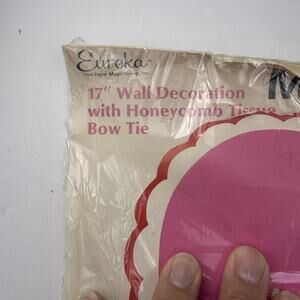 Eureka
The Paper Magic Group, Inc.
17" Wall Decoration
with Honeycomb Tissue
Bow Tie